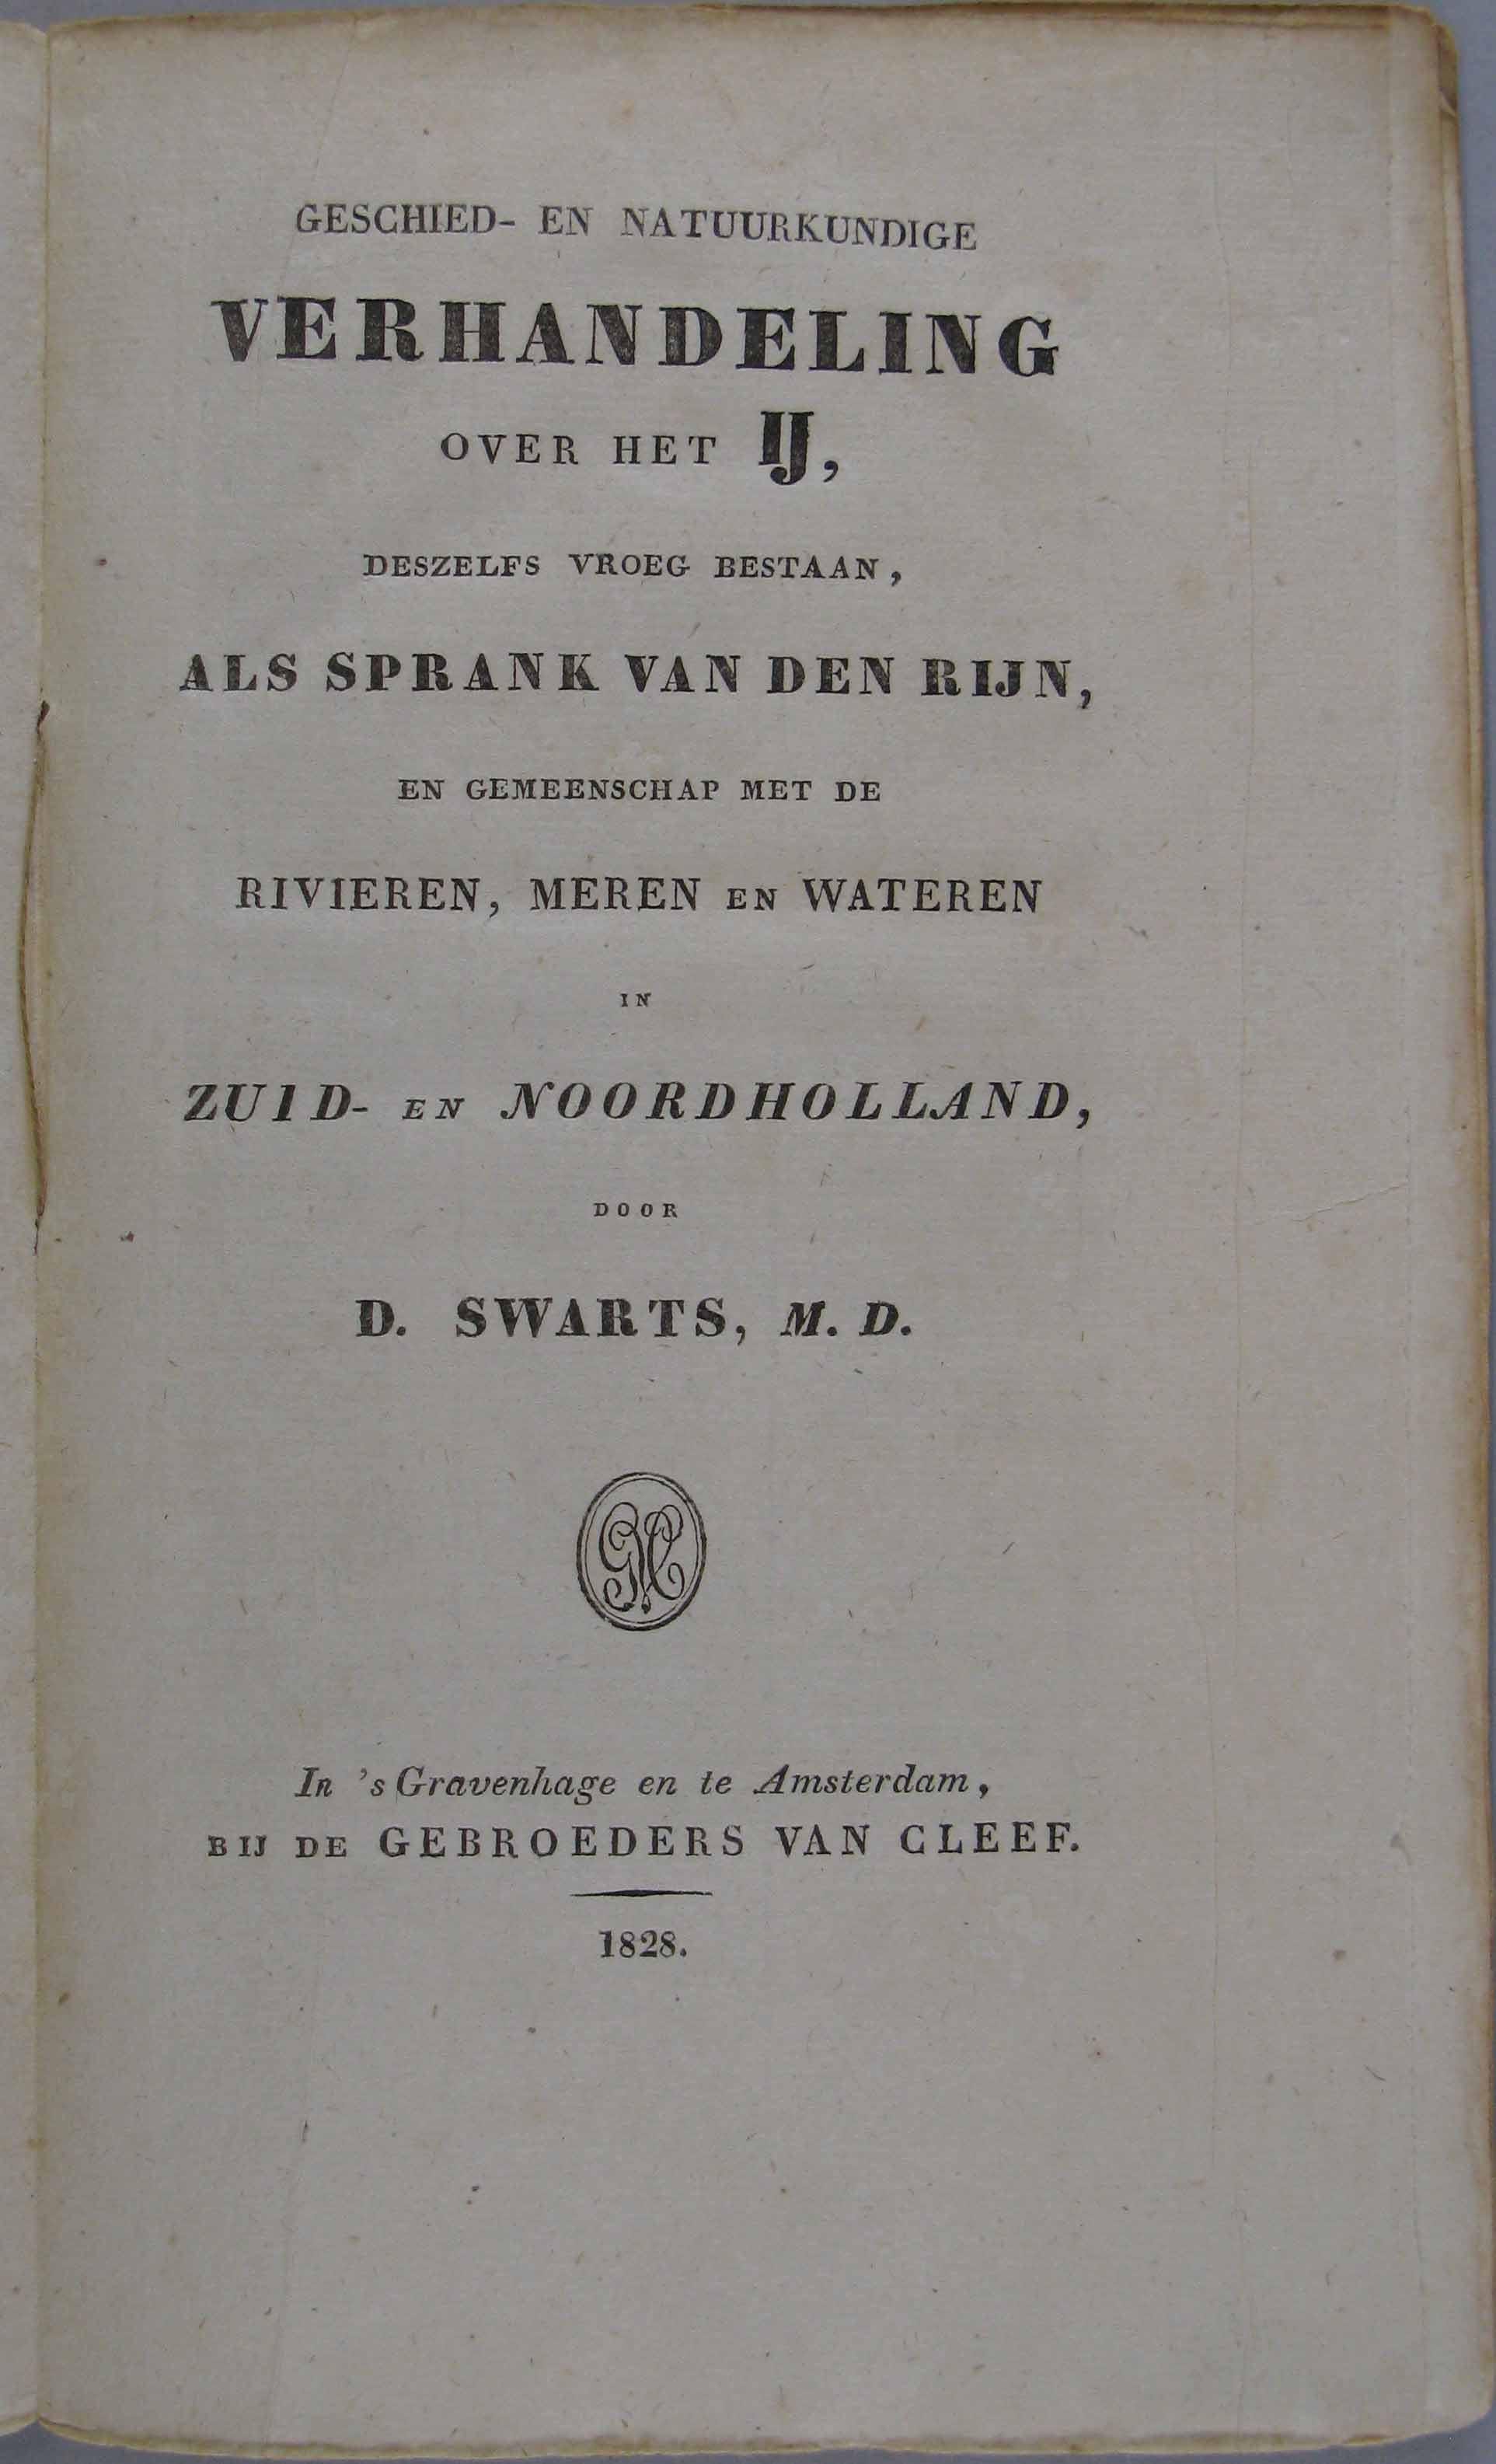 GESCHIED- EN NATUURKUNDIGE
VERHANDELING
OVER HET IJ,
DESZELFS VROEG BESTAAN,
ALS SPRANK VAN DEN RIJN,
EN GEMEENSCHAP MET DE
RIVIEREN, MEREN EN WATEREN
IN
ZUID- EN NOORDHOLLAND,
DOOR
D. SWARTS, M. D.
GVC
In 's Gravenhage en te Amsterdam,
BIJ DE GEBROEDERS VAN CLEEF.
1828.